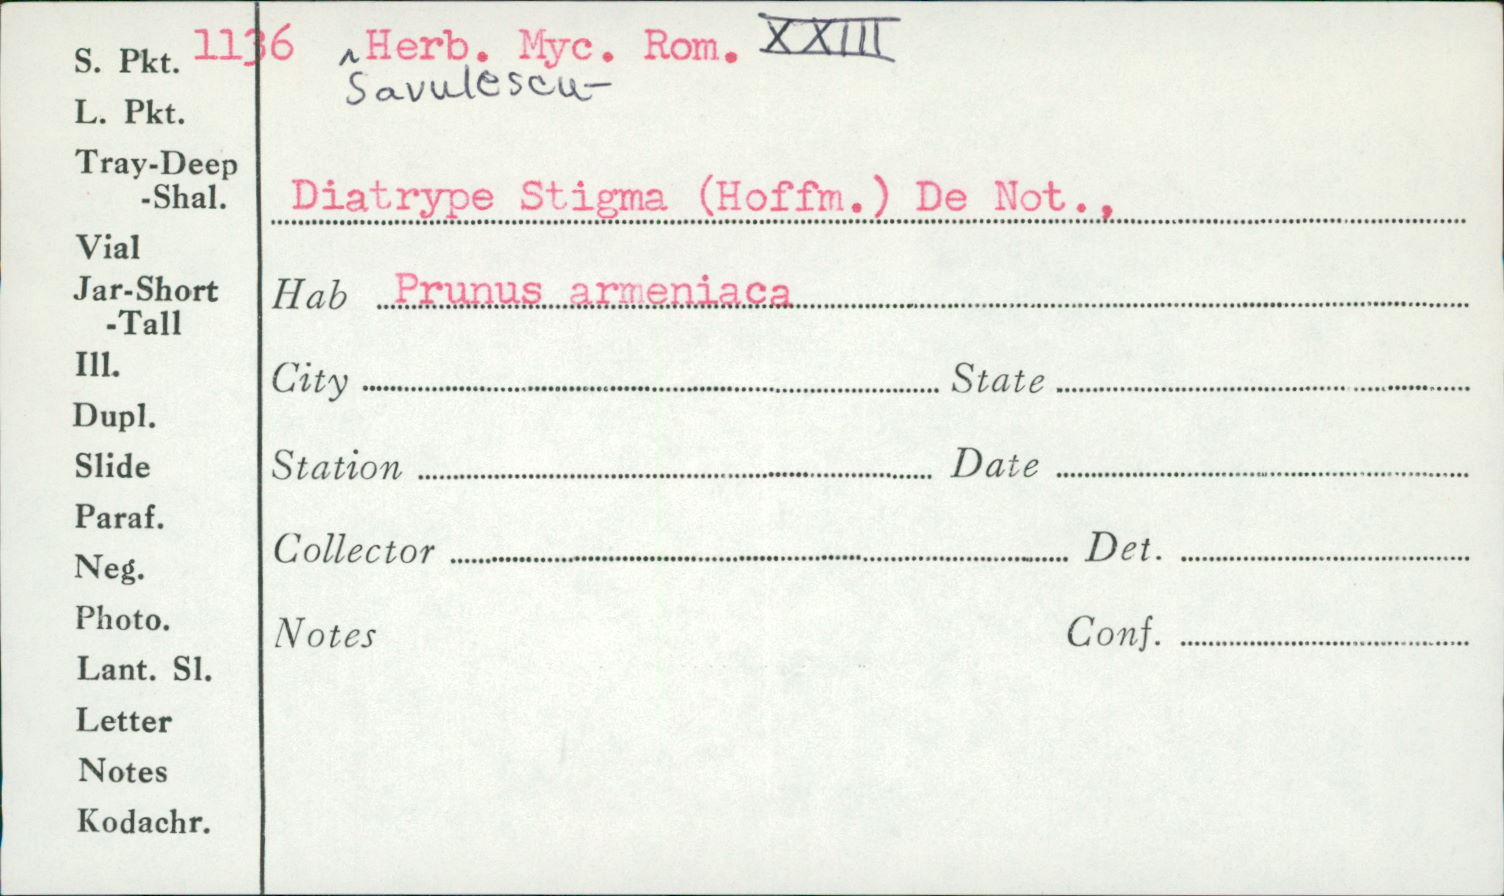 S. Pkt. 1136 ^Herb. Myc. Rom. XXIII
Savulescu-
L. Pkt.
Tray-Deep
-Shal.
Diatrype Stigma (Hoffm.) De Not.,
Vial
Jar-Short
-Tall
Hab Prunus armeniaca
Ill.
City State
Dupl.
Slide
Station Date
Paraf.
Neg.
Collector Det.
Photo.
Notes Conf.
Lant. Sl.
Letter
Notes
Kodachr.